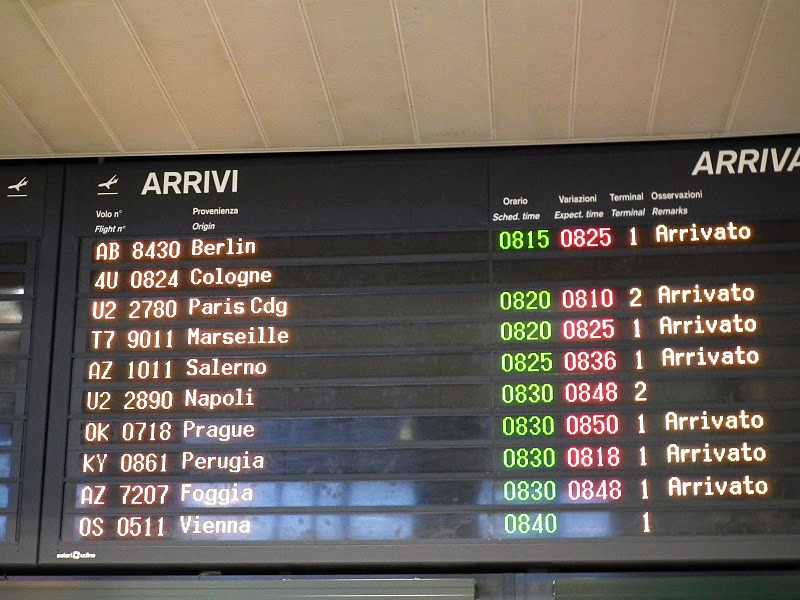 ARRIVI ARRIVA
Volo n° Provenienza Orario Variazioni Terminal Osservazioni
Flight n° Origin Sched. time Expect. time Terminal Remarks
AB 8430 Berlin 0815 0825 1 Arrivato
4U 0824 Cologne
U2 2780 Paris Cdg 0820 0810 2 Arrivato
T7 9011 Marseille 0820 0825 1 Arrivato
AZ 1011 Salerno 0825 0836 1 Arrivato
U2 2890 Napoli 0830 0848 2
OK 0718 Prague 0830 0850 1 Arrivato
KY 0861 Perugia 0830 0818 1 Arrivato
AZ 7207 Foggia 0830 0848 1 Arrivato
OS 0511 Vienna 0840 1
solari udine